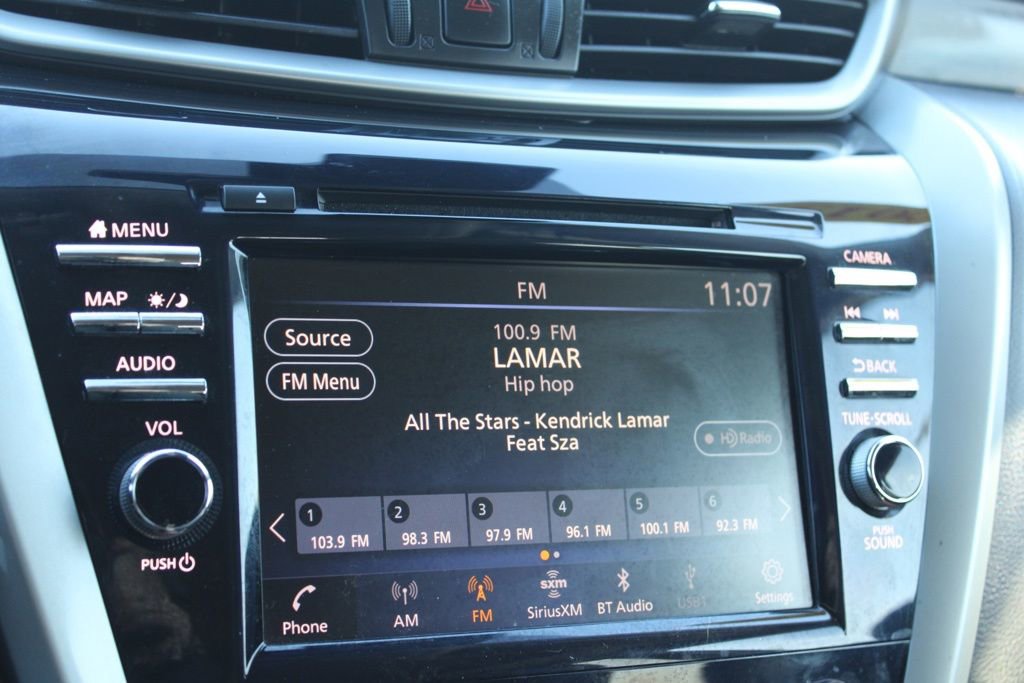 MENU
MAP
AUDIO
VOL
PUSH
FM
11:07
Source
FM Menu
100.9 FM
LAMAR
Hip hop
All The Stars - Kendrick Lamar
Feat Sza
HD Radio
1 103.9 FM
2 98.3 FM
3 97.9 FM
4 96.1 FM
5 100.1 FM
6 92.3 FM
Phone
AM
FM
sxm
SiriusXM
BT Audio
USB1
Settings
CAMERA
BACK
TUNE·SCROLL
PUSH
SOUND